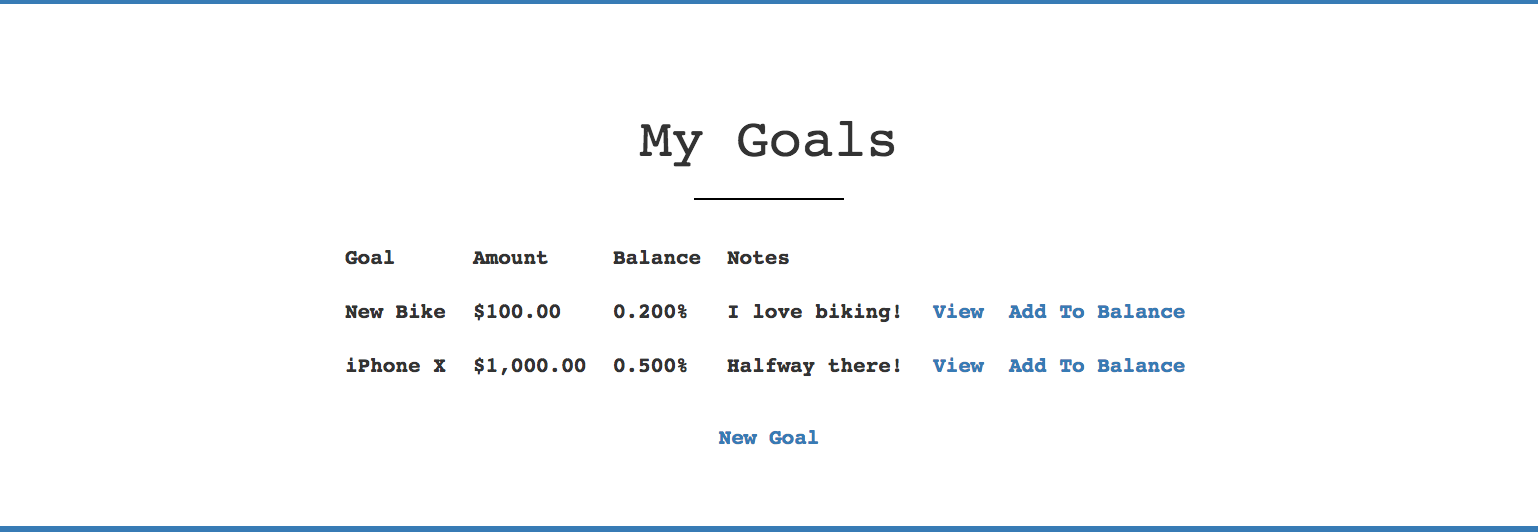 My Goals
Goal Amount Balance Notes
New Bike $100.00 0.200% I love biking! View Add To Balance
iPhone X $1,000.00 0.500% Halfway there! View Add To Balance
New Goal